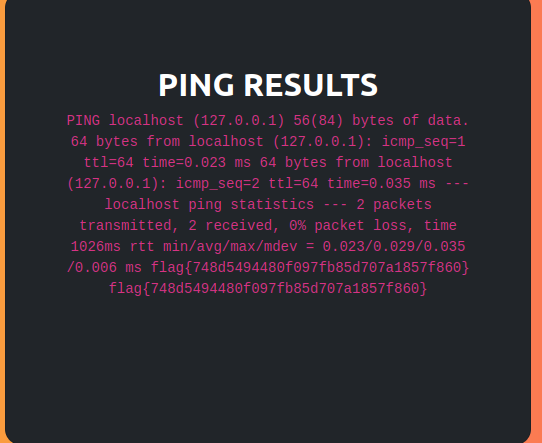 PING RESULTS
PING localhost (127.0.0.1) 56(84) bytes of data.
64 bytes from localhost (127.0.0.1): icmp_seq=1
ttl=64 time=0.023 ms 64 bytes from localhost
(127.0.0.1): icmp_seq=2 ttl=64 time=0.035 ms ---
localhost ping statistics --- 2 packets
transmitted, 2 received, 0% packet loss, time
1026ms rtt min/avg/max/mdev = 0.023/0.029/0.035
/0.006 ms flag{748d5494480f097fb85d707a1857f860}
flag{748d5494480f097fb85d707a1857f860}